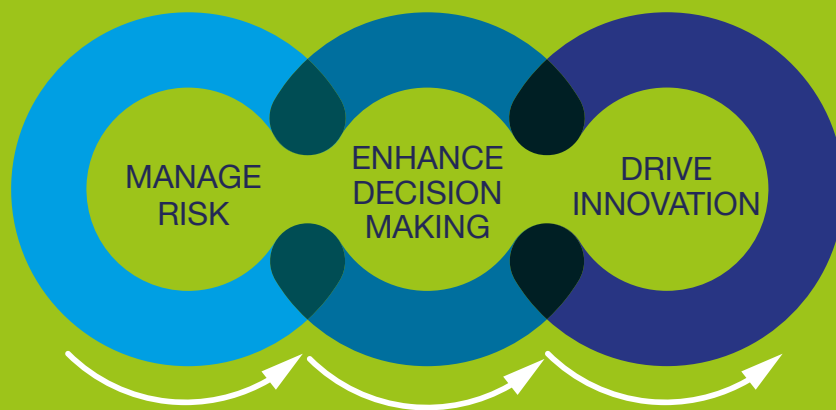 MANAGE
RISK
ENHANCE
DECISION
MAKING
DRIVE
INNOVATION